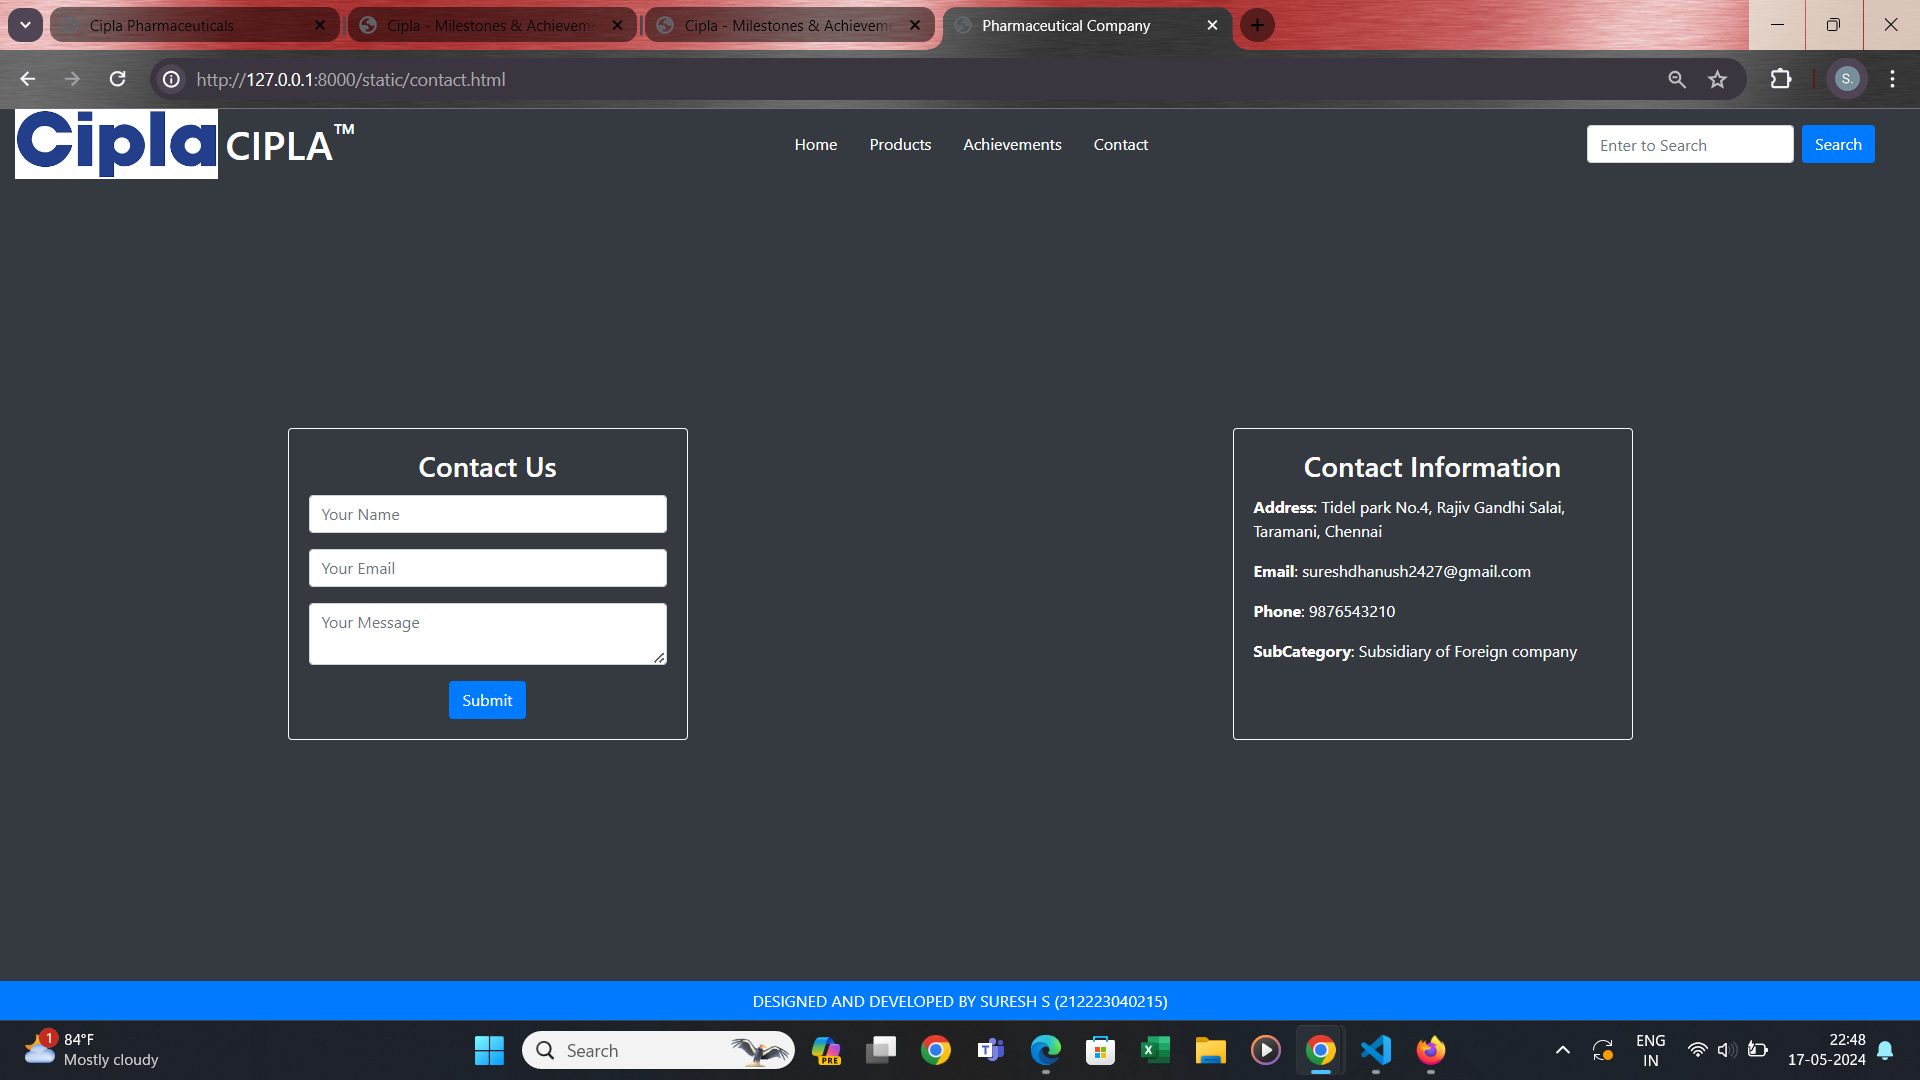 Cipla Pharmaceuticals
Cipla - Milestones & Achieveme
Cipla - Milestones & Achieveme
Pharmaceutical Company
http://127.0.0.1:8000/static/contact.html
S.
Cipla CIPLA™
Home Products Achievements Contact
Enter to Search
Search
Contact Us
Your Name
Your Email
Your Message
Submit
Contact Information
Address: Tidel park No.4, Rajiv Gandhi Salai,
Taramani, Chennai
Email: sureshdhanush2427@gmail.com
Phone: 9876543210
SubCategory: Subsidiary of Foreign company
DESIGNED AND DEVELOPED BY SURESH S (212223040215)
1
84°F
Mostly cloudy
Search
PRE
ENG
IN
22:48
17-05-2024